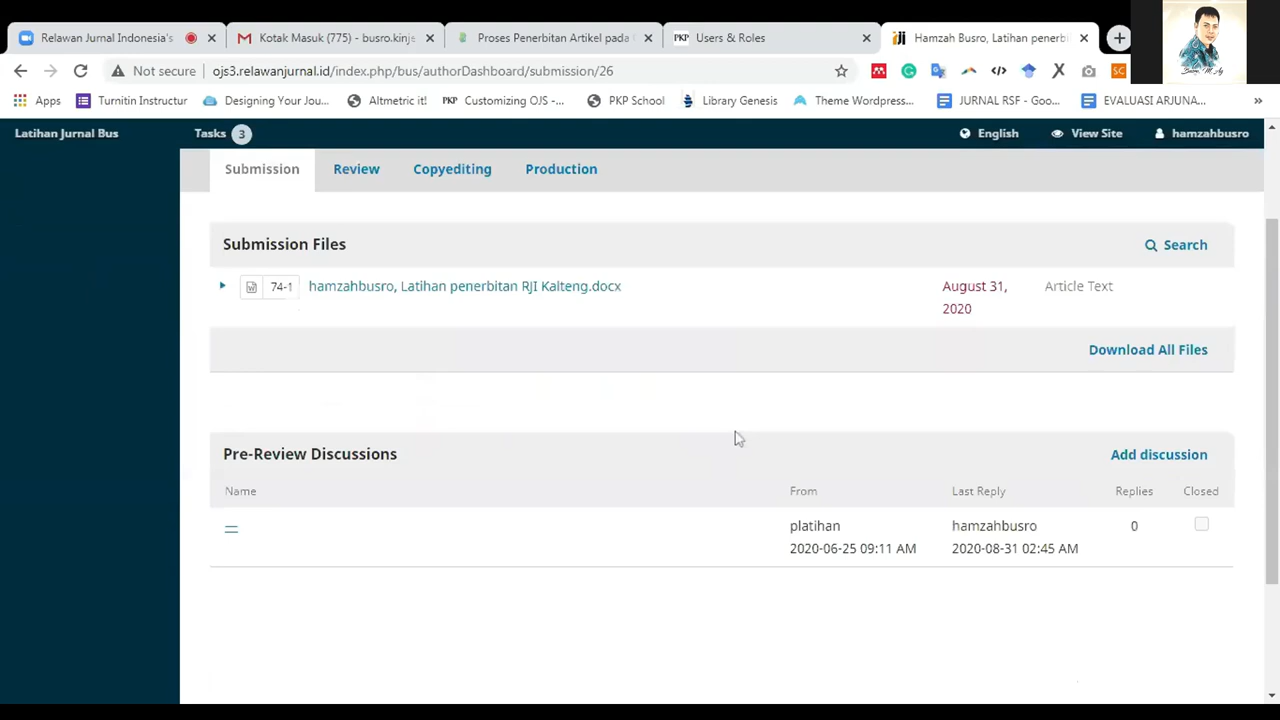 Relawan Jurnal Indonesia's
Kotak Masuk (775) - busro.kinje
Proses Penerbitan Artikel pada
PKP Users & Roles
Hamzah Busro, Latihan penerbi
Not secure ojs3.relawanjurnal.id/index.php/bus/authorDashboard/submission/26
Apps Turnitin Instructur Designing Your Jou... Altmetric it! PKP Customizing OJS -... PKP School Library Genesis Theme Wordpress... JURNAL RSF - Goo... EVALUASI ARJUNA... »
Latihan Jurnal Bus Tasks 3 English View Site hamzahbusro
Submission Review Copyediting Production
Submission Files Search
74-1 hamzahbusro, Latihan penerbitan RJI Kalteng.docx August 31, Article Text
2020
Download All Files
Pre-Review Discussions Add discussion
Name From Last Reply Replies Closed
platihan hamzahbusro 0
2020-06-25 09:11 AM 2020-08-31 02:45 AM